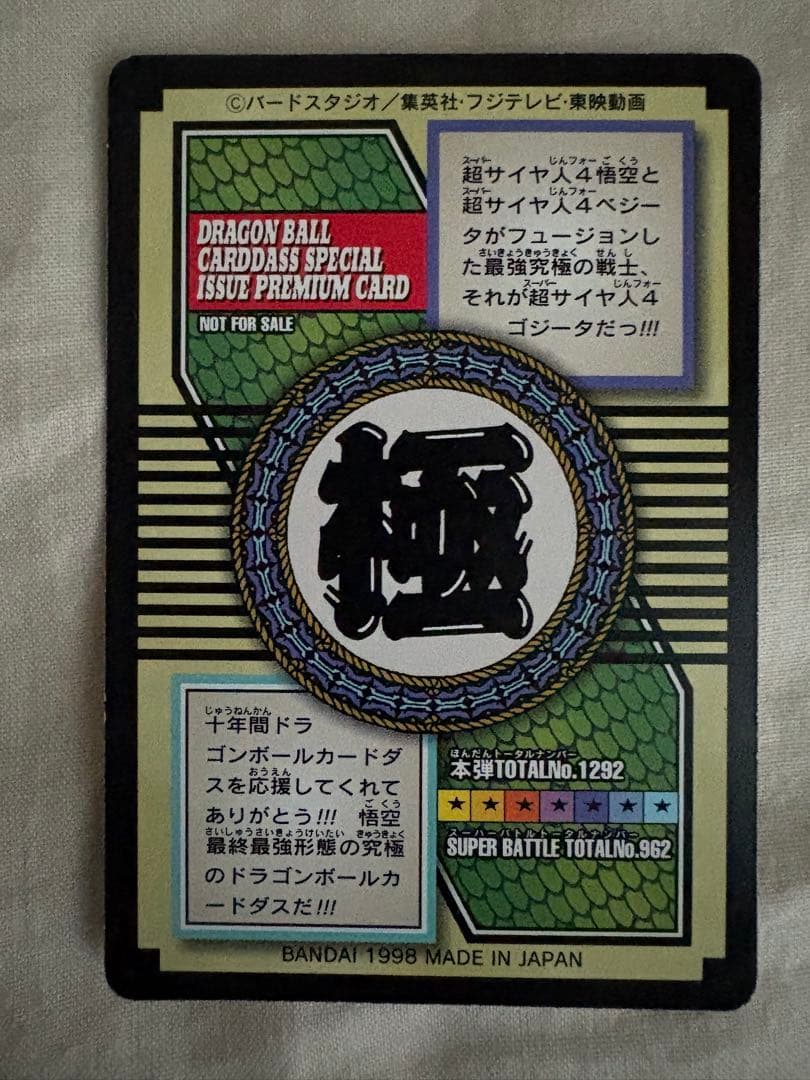 ©バードスタジオ／集英社・フジテレビ・東映動画
DRAGON BALL
CARDDASS SPECIAL
ISSUE PREMIUM CARD
NOT FOR SALE
スーパー じんフォー ごくう
超サイヤ人4悟空と
スーパー じんフォー
超サイヤ人4ベジー
タがフュージョンし
さいきょうきゅうきょく せんし
た最強究極の戦士、
スーパー じんフォー
それが超サイヤ人4
ゴジータだっ!!!
極
じゅうねんかん
十年間ドラ
ゴンボールカードダ
おうえん
スを応援してくれて
ごくう
ありがとう!!! 悟空
さいしゅうさいきょうけいたい きゅうきょく
最終最強形態の究極
のドラゴンボールカ
ードダスだ!!!
ほんだんトータルナンバー
本弾TOTALNo.1292
スーパーバトルトータルナンバー
SUPER BATTLE TOTALNo.962
BANDAI 1998 MADE IN JAPAN